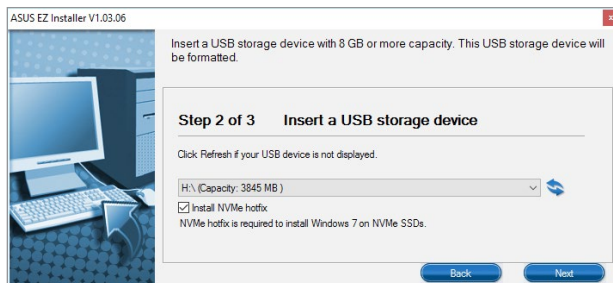 ASUS EZ Installer V1.03.06
x
Insert a USB storage device with 8 GB or more capacity. This USB storage device will
be formatted.
Step 2 of 3 Insert a USB storage device
Click Refresh if your USB device is not displayed.
H:\ (Capacity: 3845 MB )
Install NVMe hotfix
NVMe hotfix is required to install Windows 7 on NVMe SSDs.
Back Next